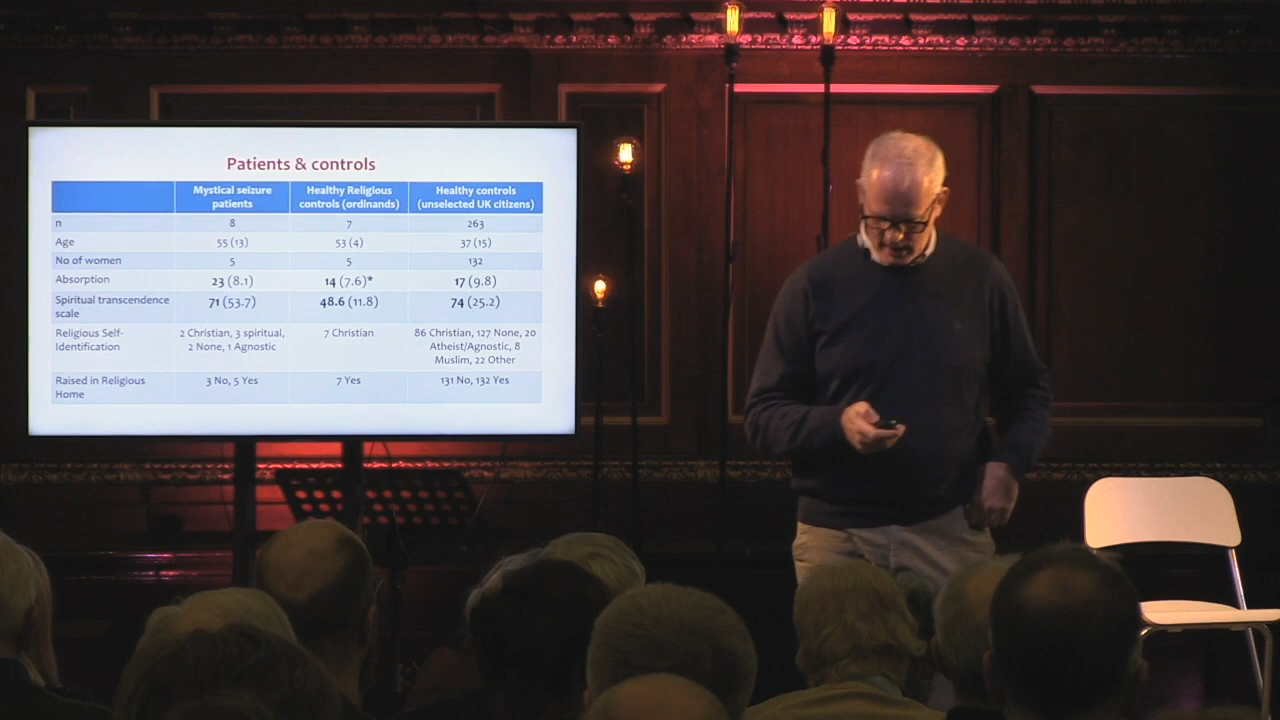 Patients & controls
Mystical seizure patients | Healthy Religious controls (ordinands) | Healthy controls (unselected UK citizens)
n | 8 | 7 | 263
Age | 55 (13) | 53 (4) | 37 (15)
No of women | 5 | 5 | 132
Absorption | 23 (8.1) | 14 (7.6)* | 17 (9.8)
Spiritual transcendence scale | 71 (53.7) | 48.6 (11.8) | 74 (25.2)
Religious Self-Identification | 2 Christian, 3 spiritual, 2 None, 1 Agnostic | 7 Christian | 86 Christian, 127 None, 20 Atheist/Agnostic, 8 Muslim, 22 Other
Raised in Religious Home | 3 No, 5 Yes | 7 Yes | 131 No, 132 Yes